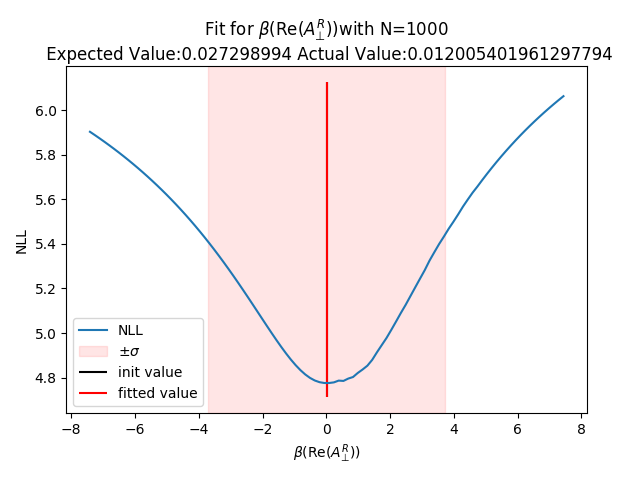 Fit for β(Re(A⊥ᴿ))with N=1000
Expected Value:0.027298994 Actual Value:0.012005401961297794
6.0
5.8
5.6
5.4
5.2
5.0
4.8
NLL
NLL
±σ
init value
fitted value
−8 −6 −4 −2 0 2 4 6 8
β(Re(A⊥ᴿ))